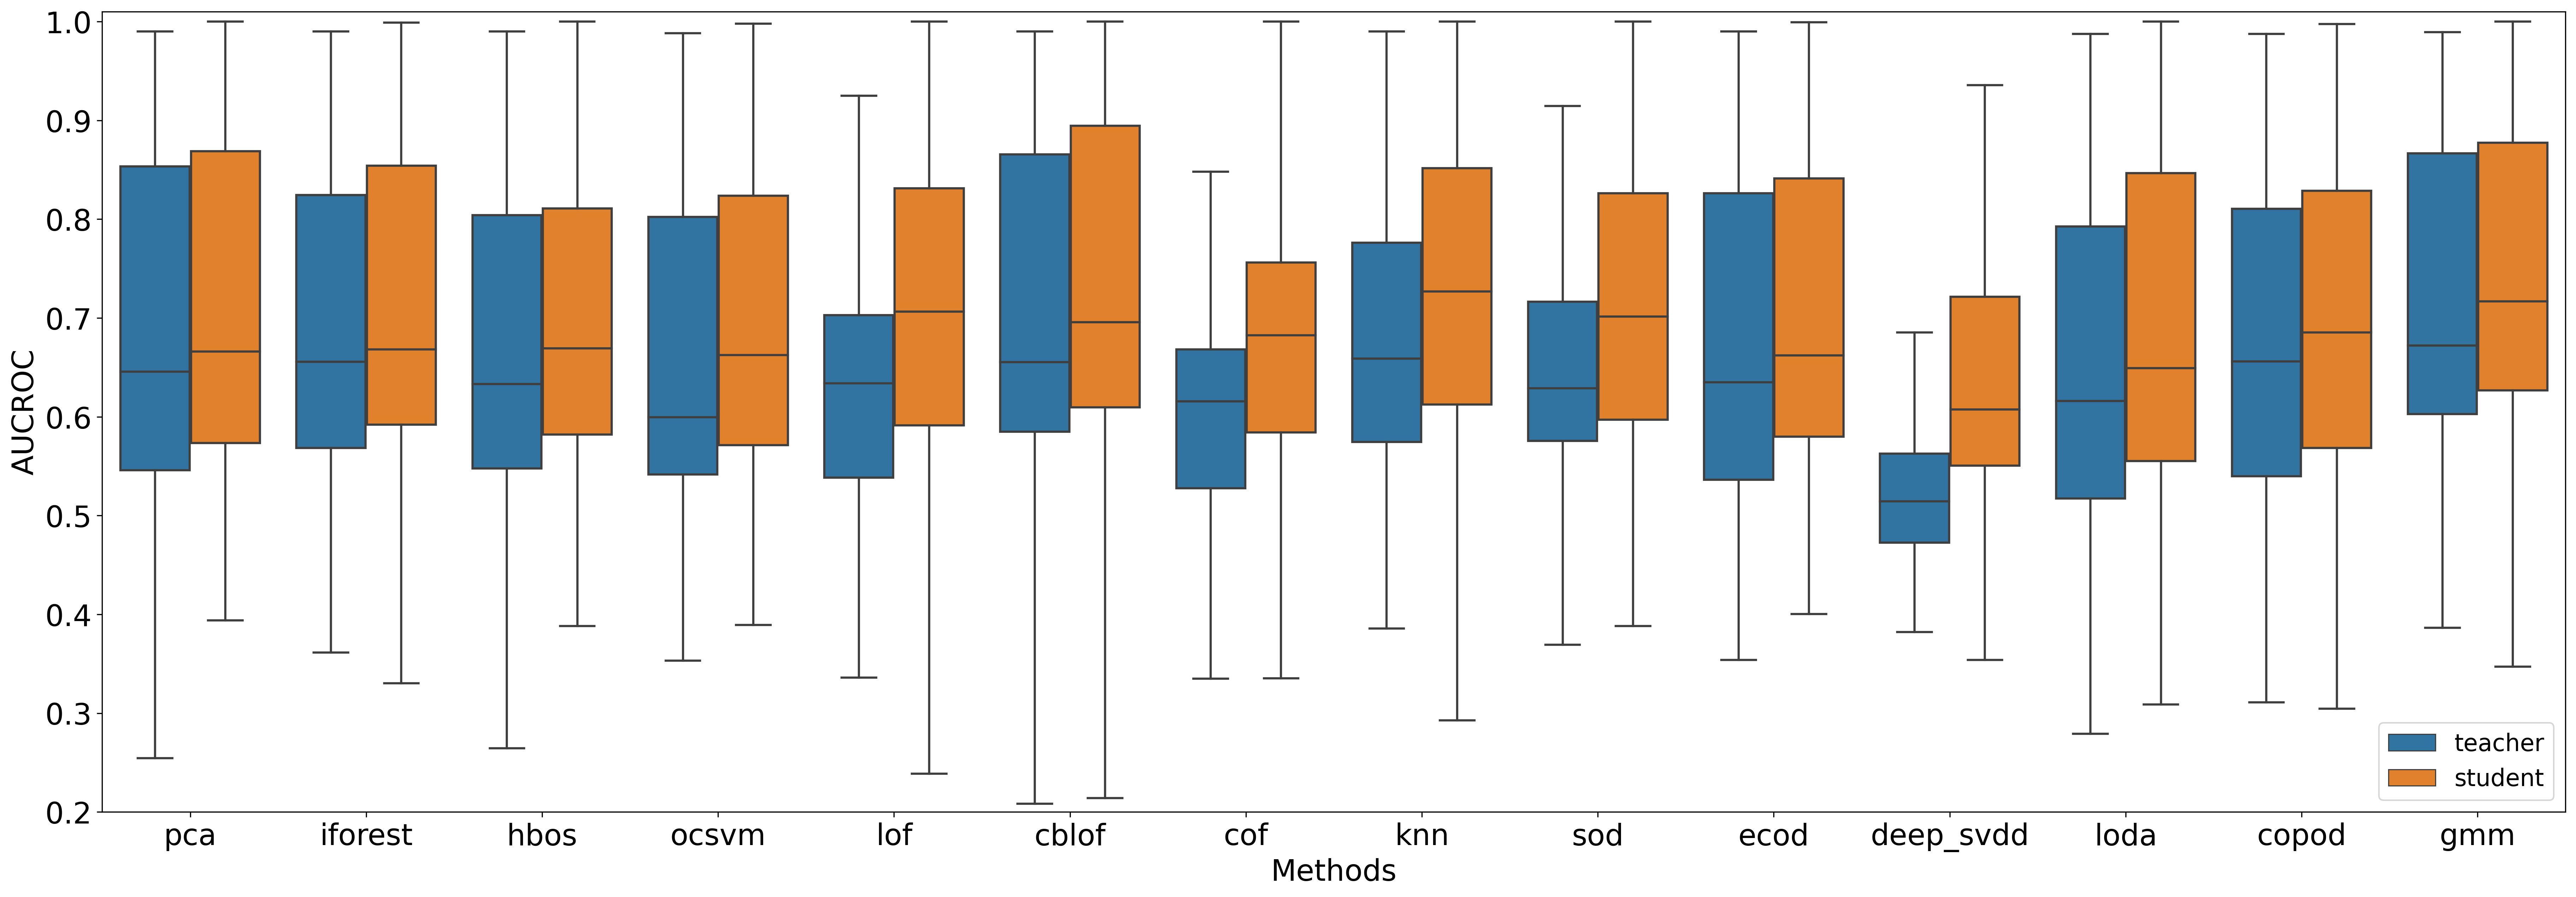 1.0
0.9
0.8
0.7
0.6
0.5
0.4
0.3
0.2
AUCROC
teacher
student
pca iforest hbos ocsvm lof cblof cof knn sod ecod deep_svdd loda copod gmm
Methods